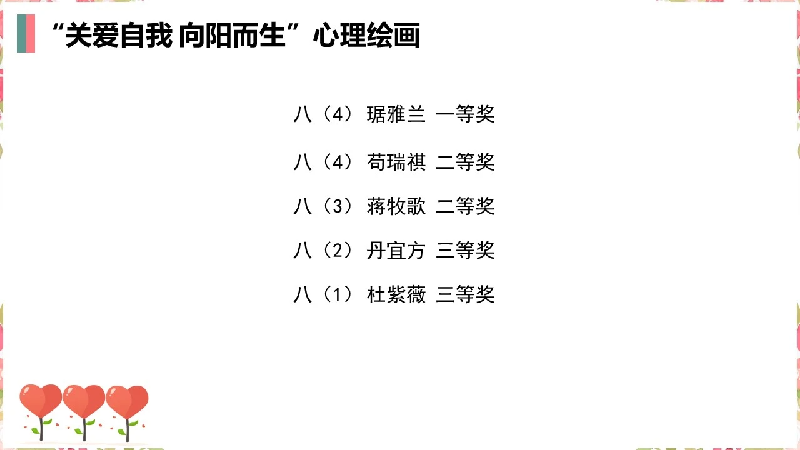 “关爱自我 向阳而生”心理绘画
八（4）琚雅兰 一等奖
八（4）苟瑞祺 二等奖
八（3）蒋牧歌 二等奖
八（2）丹宜方 三等奖
八（1）杜紫薇 三等奖